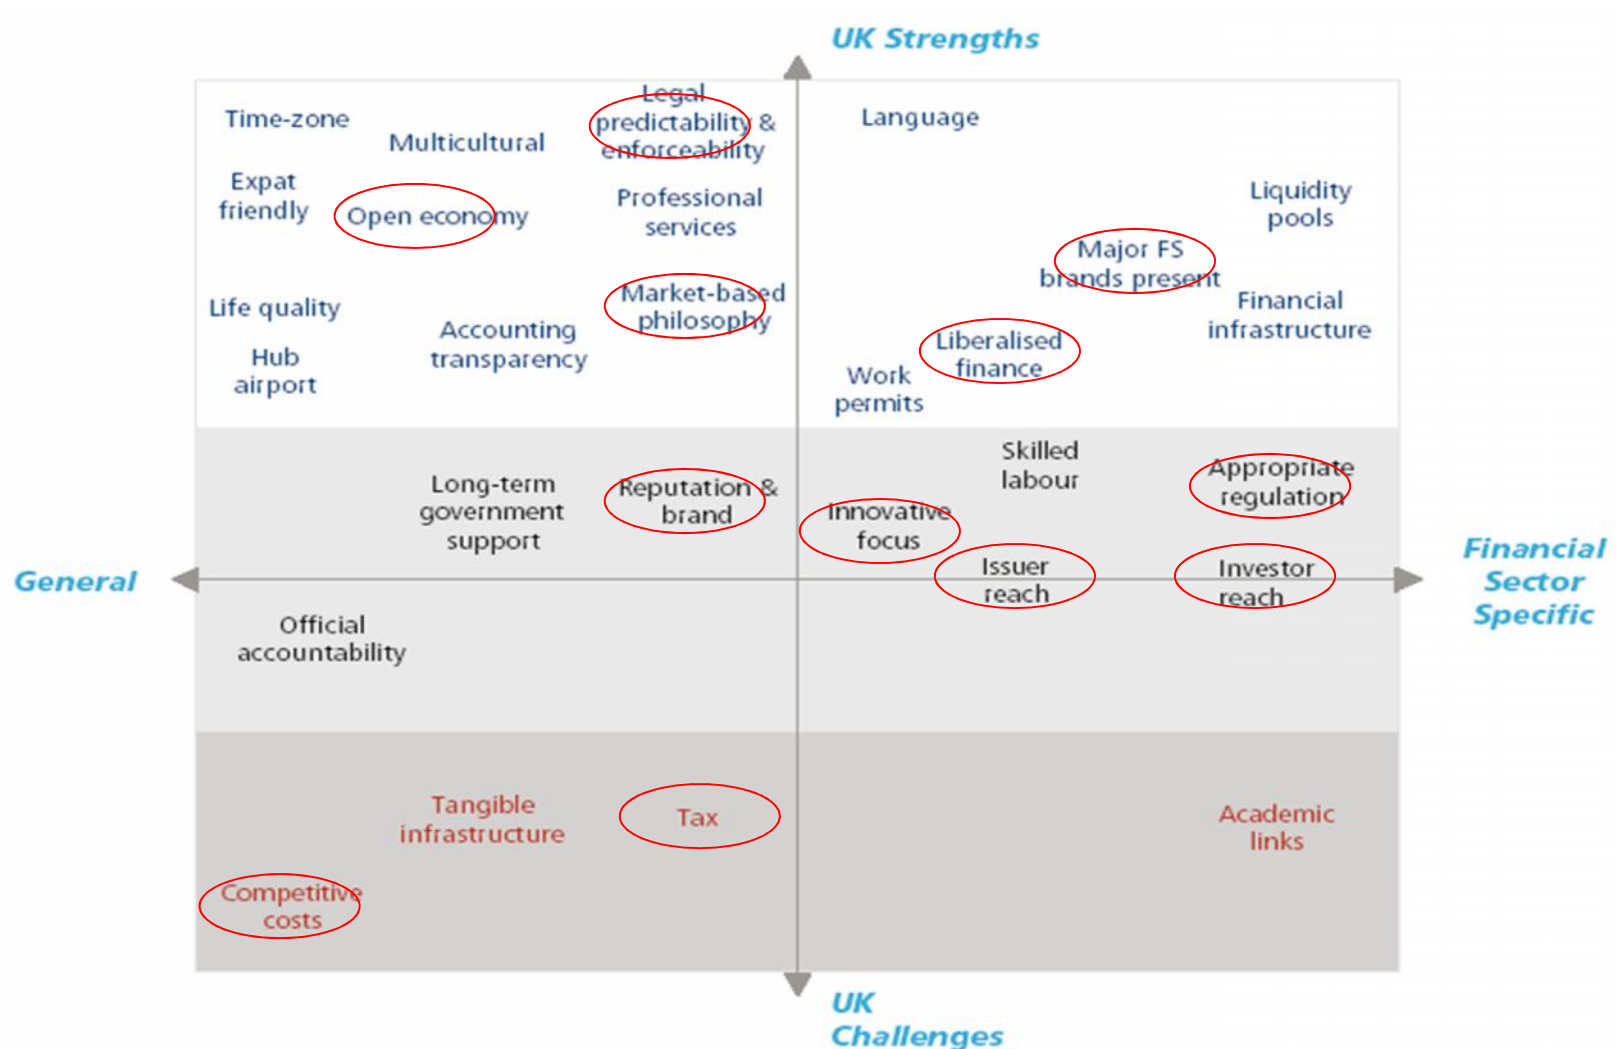 UK Strengths
Time-zone
Multicultural
Legal
predictability &
enforceability
Language
Expat
friendly
Open economy
Professional
services
Liquidity
pools
Major FS
brands present
Life quality
Accounting
transparency
Market-based
philosophy
Financial
infrastructure
Liberalised
finance
Hub
airport
Work
permits
Long-term
government
support
Reputation &
brand
Skilled
labour
Appropriate
regulation
Innovative
focus
Issuer
reach
Investor
reach
General
Financial
Sector
Specific
Official
accountability
Tangible
infrastructure
Tax
Academic
links
Competitive
costs
UK
Challenges